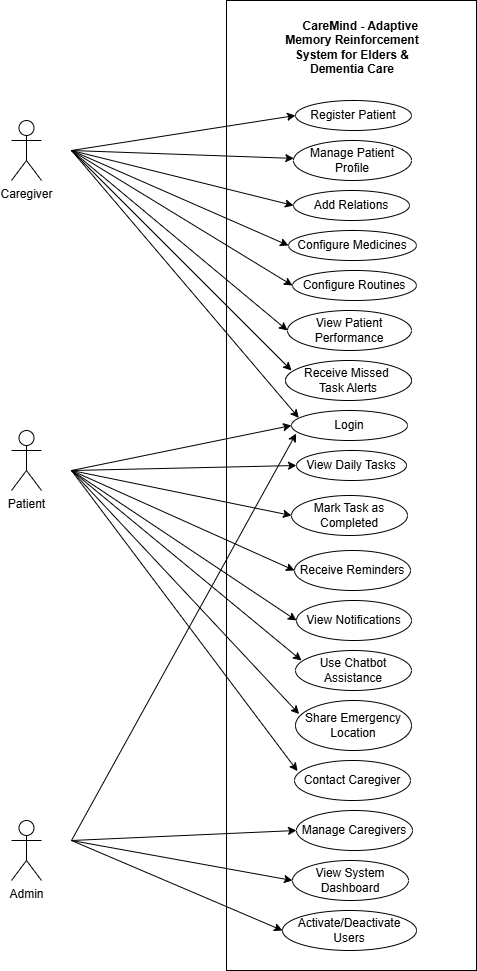 CareMind - Adaptive
Memory Reinforcement
System for Elders &
Dementia Care
Register Patient
Caregiver
Manage Patient
Profile
Add Relations
Configure Medicines
Configure Routines
View Patient
Performance
Receive Missed
Task Alerts
Login
Patient
View Daily Tasks
Mark Task as
Completed
Receive Reminders
View Notifications
Use Chatbot
Assistance
Share Emergency
Location
Contact Caregiver
Admin
Manage Caregivers
View System
Dashboard
Activate/Deactivate
Users